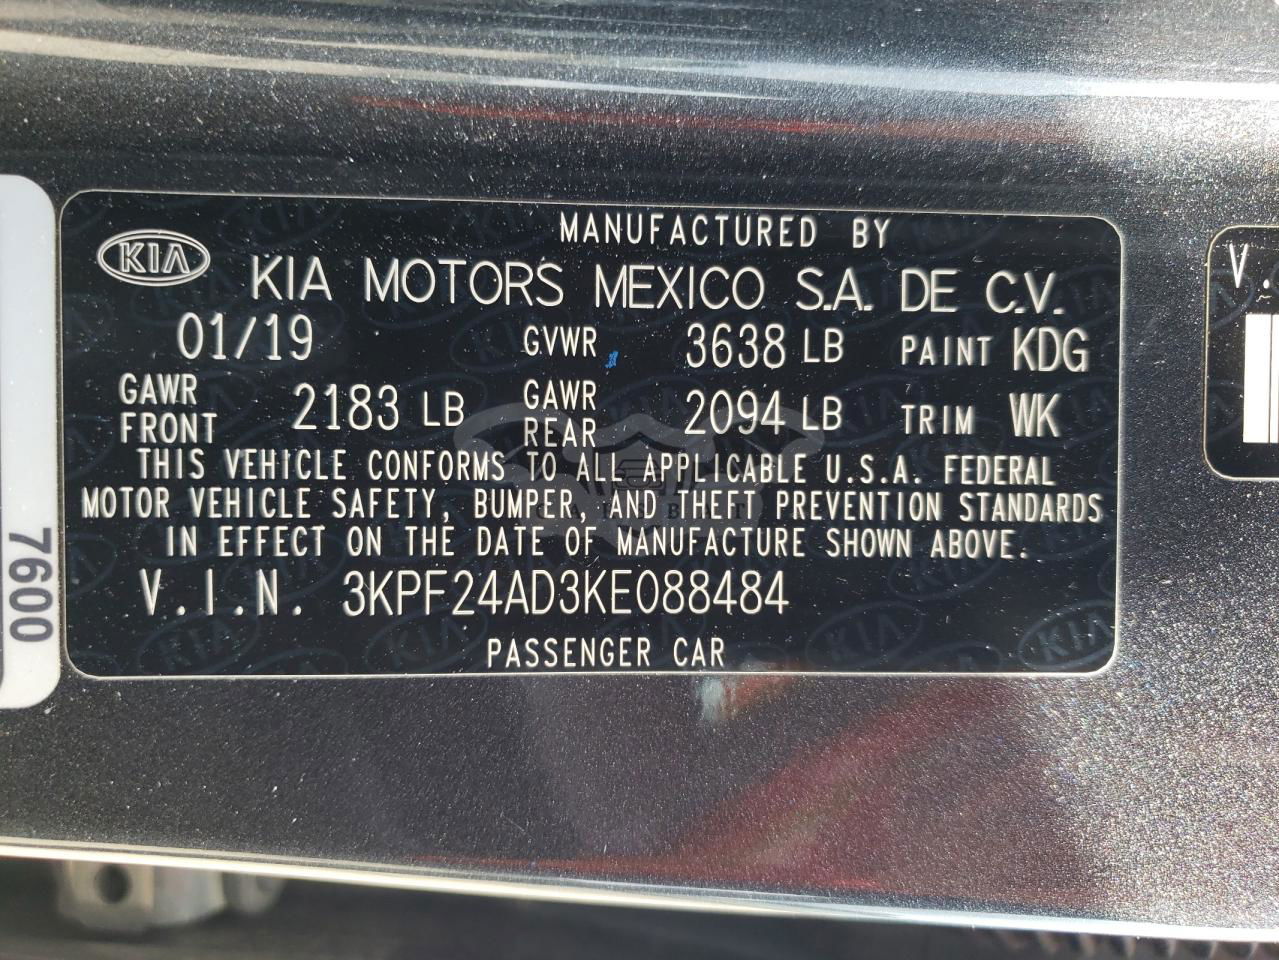 MANUFACTURED BY
KIA KIA MOTORS MEXICO S.A. DE C.V.
01/19 GVWR 3638 LB PAINT KDG
GAWR FRONT 2183 LB GAWR REAR 2094 LB TRIM WK
THIS VEHICLE CONFORMS TO ALL APPLICABLE U.S.A. FEDERAL
MOTOR VEHICLE SAFETY, BUMPER, AND THEFT PREVENTION STANDARDS
IN EFFECT ON THE DATE OF MANUFACTURE SHOWN ABOVE.
V.I.N. 3KPF24AD3KE088484
PASSENGER CAR
7600
V.